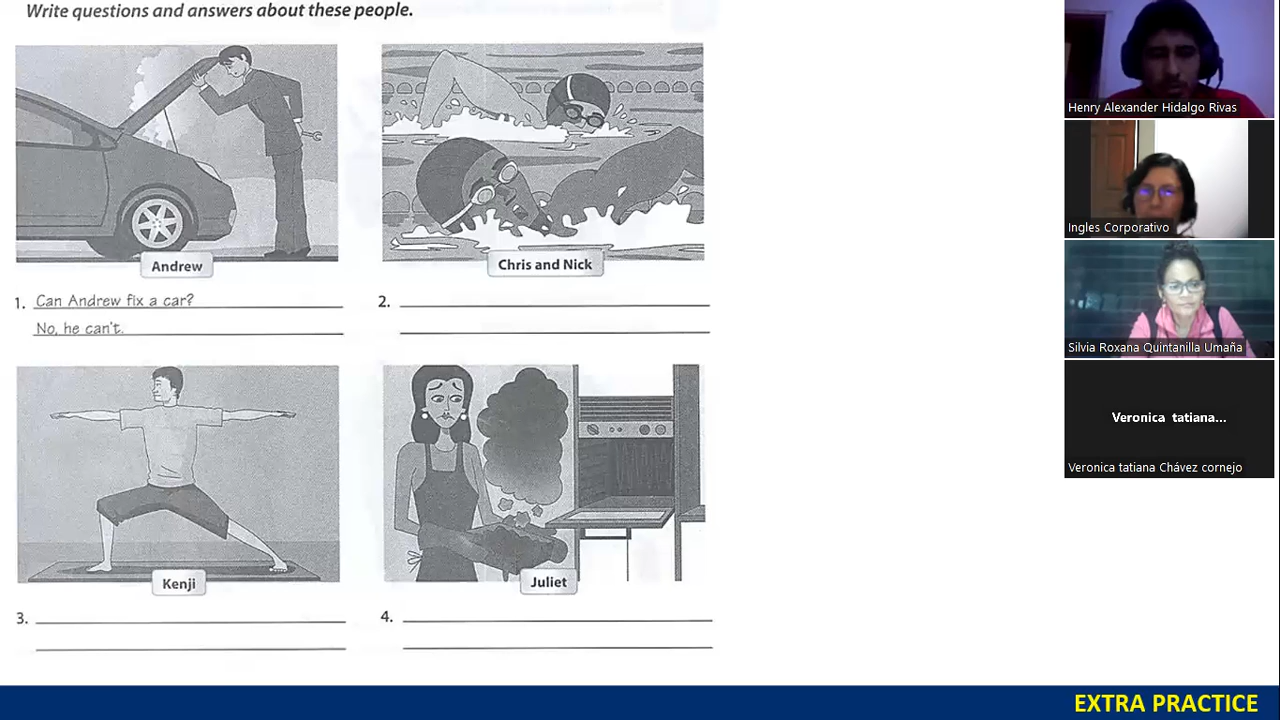 Write questions and answers about these people.
Andrew
Chris and Nick
1. Can Andrew fix a car?
No, he can't.
2.
Kenji
Juliet
3.
4.
Henry Alexander Hidalgo Rivas
Ingles Corporativo
Silvia Roxana Quintanilla Umaña
Veronica tatiana...
Veronica tatiana Chávez cornejo
EXTRA PRACTICE